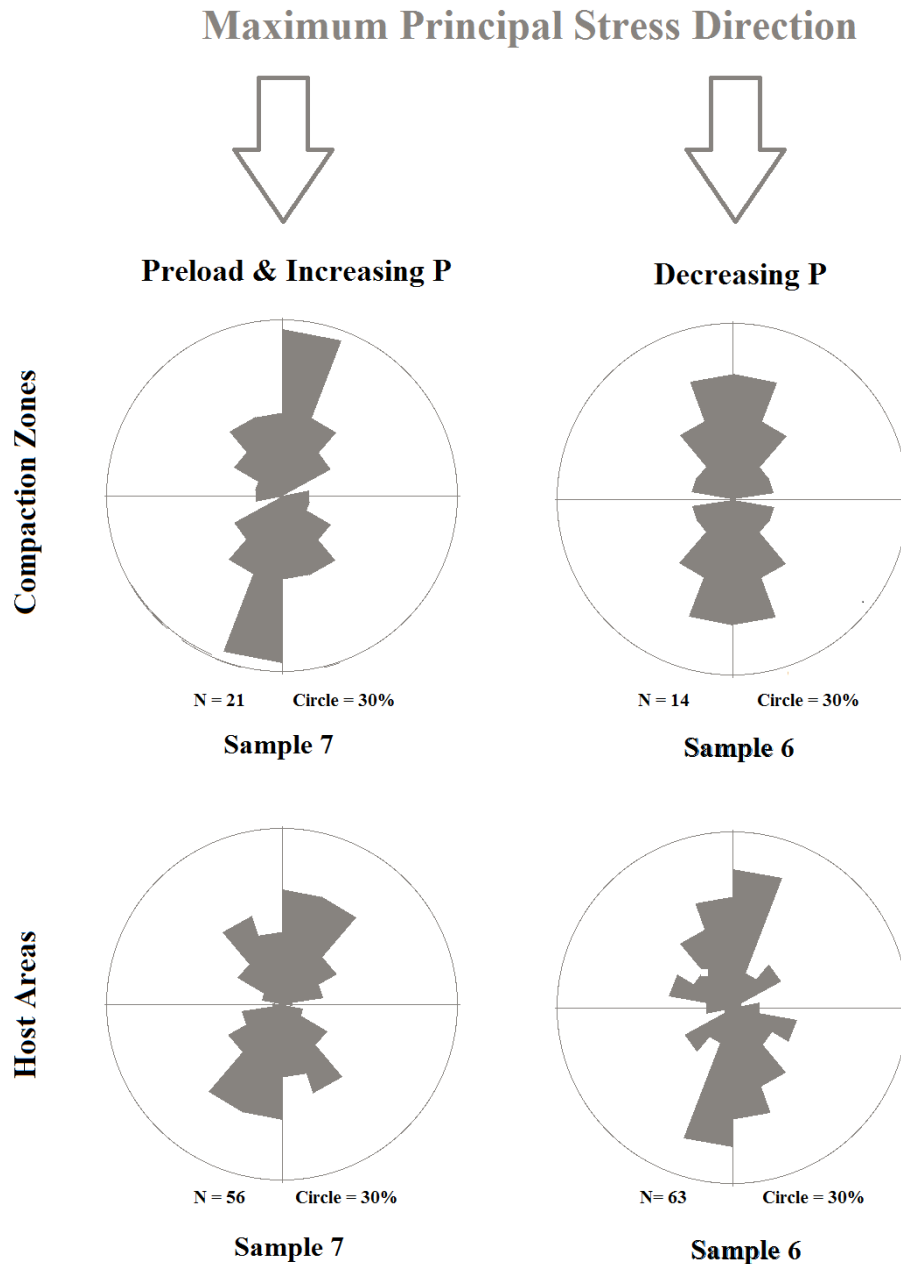 Maximum Principal Stress Direction
Preload & Increasing P
Decreasing P
Compaction Zones
N = 21 Circle = 30%
Sample 7
N = 14 Circle = 30%
Sample 6
Host Areas
N = 56 Circle = 30%
Sample 7
N= 63 Circle = 30%
Sample 6